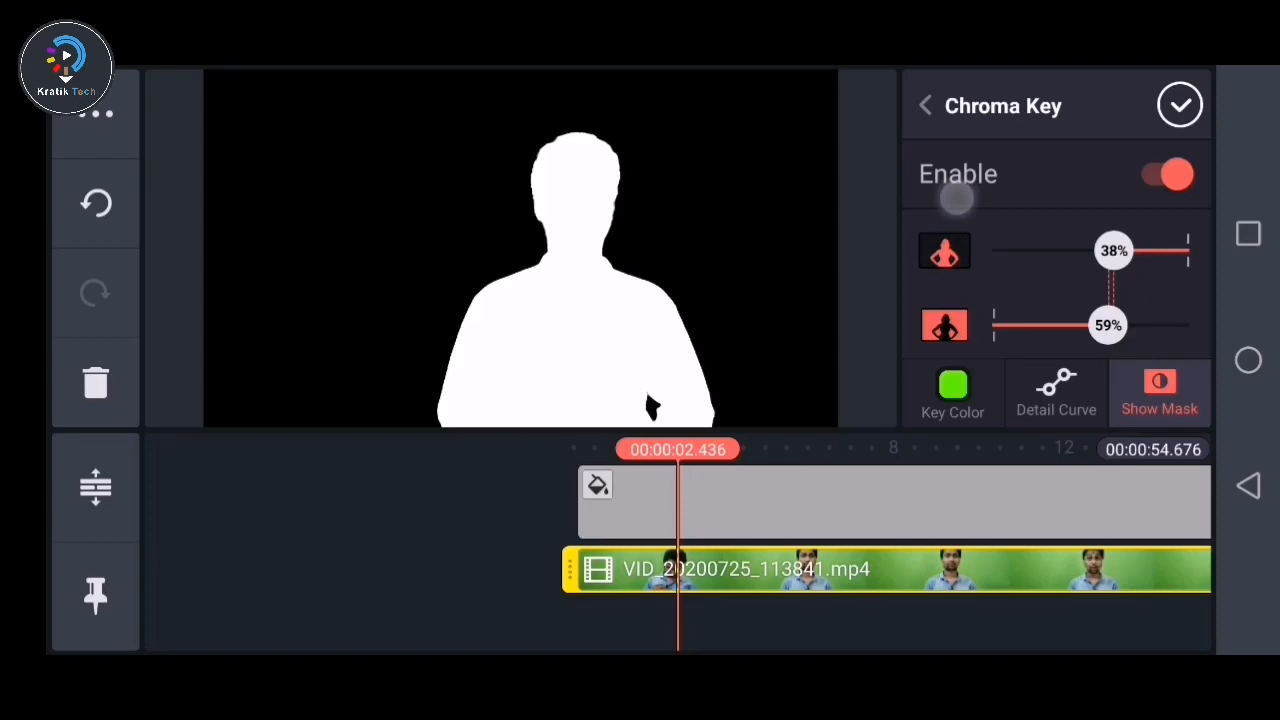 Kratik Tech
Chroma Key
Enable
38%
59%
Key Color
Detail Curve
Show Mask
00:00:02.436
8
12
00:00:54.676
VID_20200725_113841.mp4